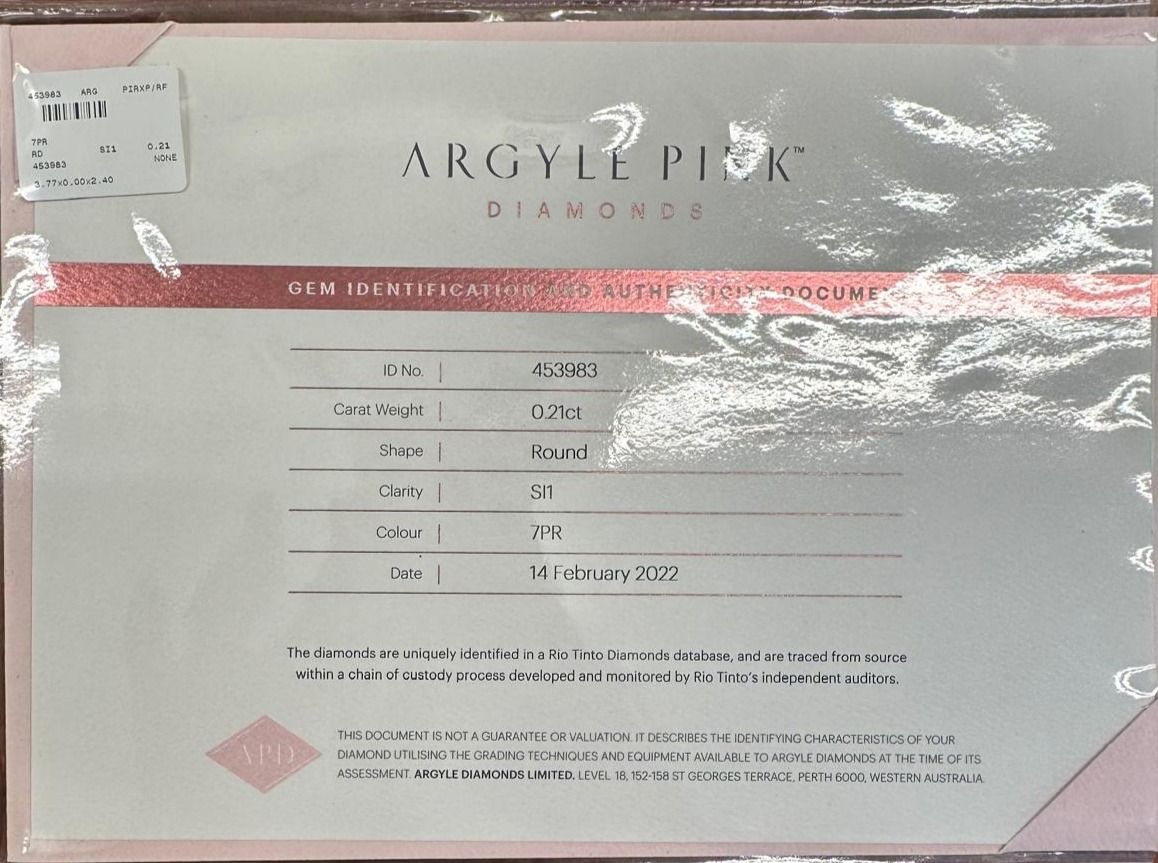 453983 ARG PIRXP/RF
7PR
RD SI1 0.21
453983 NONE
3.77x0.00x2.40
ARGYLE PINK™
DIAMONDS
GEM IDENTIFICATION AND AUTHENTICITY DOCUME
ID No. | 453983
Carat Weight | 0.21ct
Shape | Round
Clarity | SI1
Colour | 7PR
Date | 14 February 2022
The diamonds are uniquely identified in a Rio Tinto Diamonds database, and are traced from source
within a chain of custody process developed and monitored by Rio Tinto's independent auditors.
APD
THIS DOCUMENT IS NOT A GUARANTEE OR VALUATION. IT DESCRIBES THE IDENTIFYING CHARACTERISTICS OF YOUR
DIAMOND UTILISING THE GRADING TECHNIQUES AND EQUIPMENT AVAILABLE TO ARGYLE DIAMONDS AT THE TIME OF ITS
ASSESSMENT. ARGYLE DIAMONDS LIMITED. LEVEL 18, 152-158 ST GEORGES TERRACE, PERTH 6000, WESTERN AUSTRALIA.